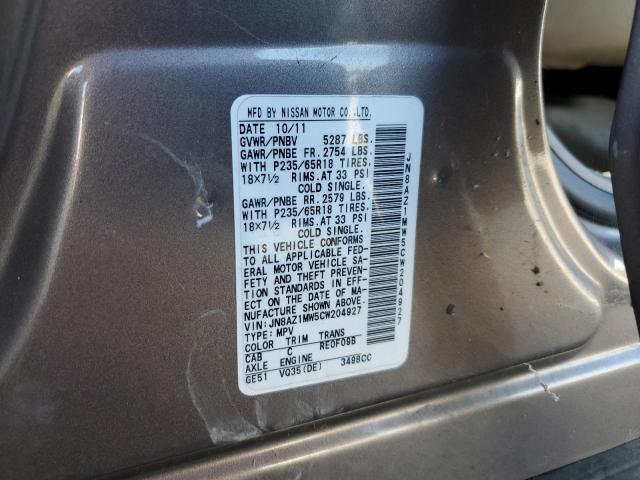 MFD BY NISSAN MOTOR CO.,LTD.
DATE 10/11
GVWR/PNBV 5287 LBS.
GAWR/PNBE FR. 2754 LBS.
WITH P235/65R18 TIRES.
18×7½ RIMS. AT 33 PSI
COLD SINGLE.
GAWR/PNBE RR. 2579 LBS.
WITH P235/65R18 TIRES.
18×7½ RIMS. AT 33 PSI
COLD SINGLE.
THIS VEHICLE CONFORMS
TO ALL APPLICABLE FED-
ERAL MOTOR VEHICLE SA-
FETY AND THEFT PREVEN-
TION STANDARDS IN EFF-
ECT ON THE DATE OF MA-
NUFACTURE SHOWN ABOVE.
VIN: JN8AZ1MW5CW204927
TYPE: MPV
COLOR TRIM TRANS
CAB C RE0F09B
AXLE ENGINE
GE51 VQ35(DE) 3498CC
JN8AZ1MW5CW204927